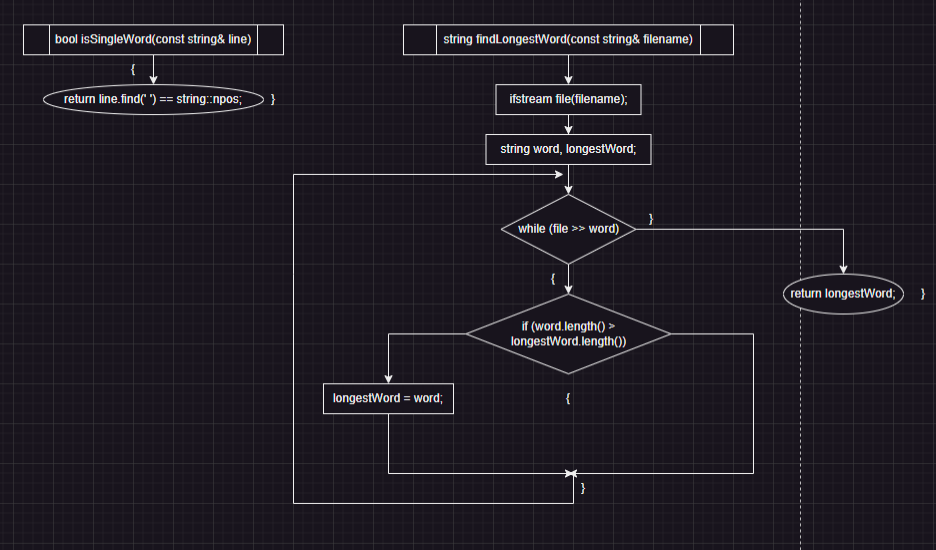 bool isSingleWord(const string& line)
{
return line.find(' ') == string::npos;
}
string findLongestWord(const string& filename)
ifstream file(filename);
string word, longestWord;
while (file >> word)
}
{
return longestWord;
}
if (word.length() >
longestWord.length())
longestWord = word;
{
}